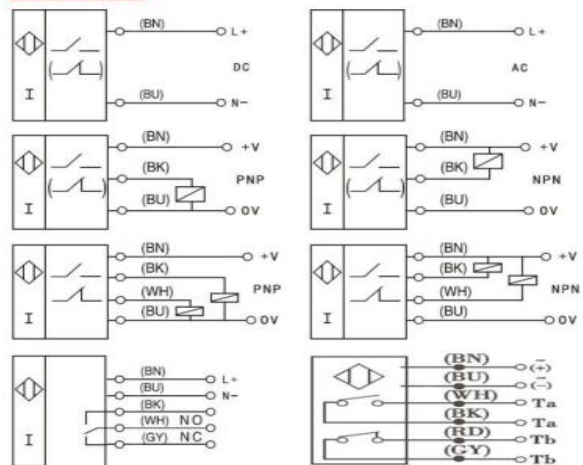 (BN) L+
DC
I (BU) N−
(BN) L+
AC
I (BU) N−
(BN) +V
(BK) PNP
I (BU) 0V
(BN) +V
(BK) NPN
I (BU) 0V
(BN) +V
(BK)
(WH) PNP
I (BU) 0V
(BN) +V
(BK)
(WH) NPN
I (BU) 0V
(BN) L+
(BU) N−
(BK)
(WH) NO
I (GY) NC
(BN) (+)
(BU) (−)
(WH) Ta
(BK) Ta
(RD) Tb
(GY) Tb